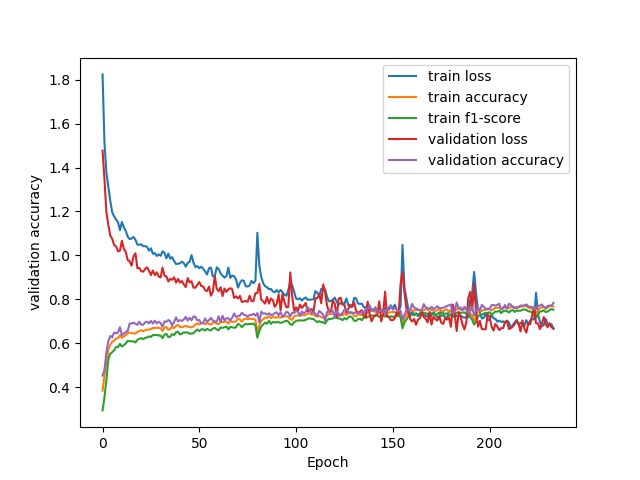 train loss
train accuracy
train f1-score
validation loss
validation accuracy
validation accuracy
1.8
1.6
1.4
1.2
1.0
0.8
0.6
0.4
0
50
100
150
200
Epoch